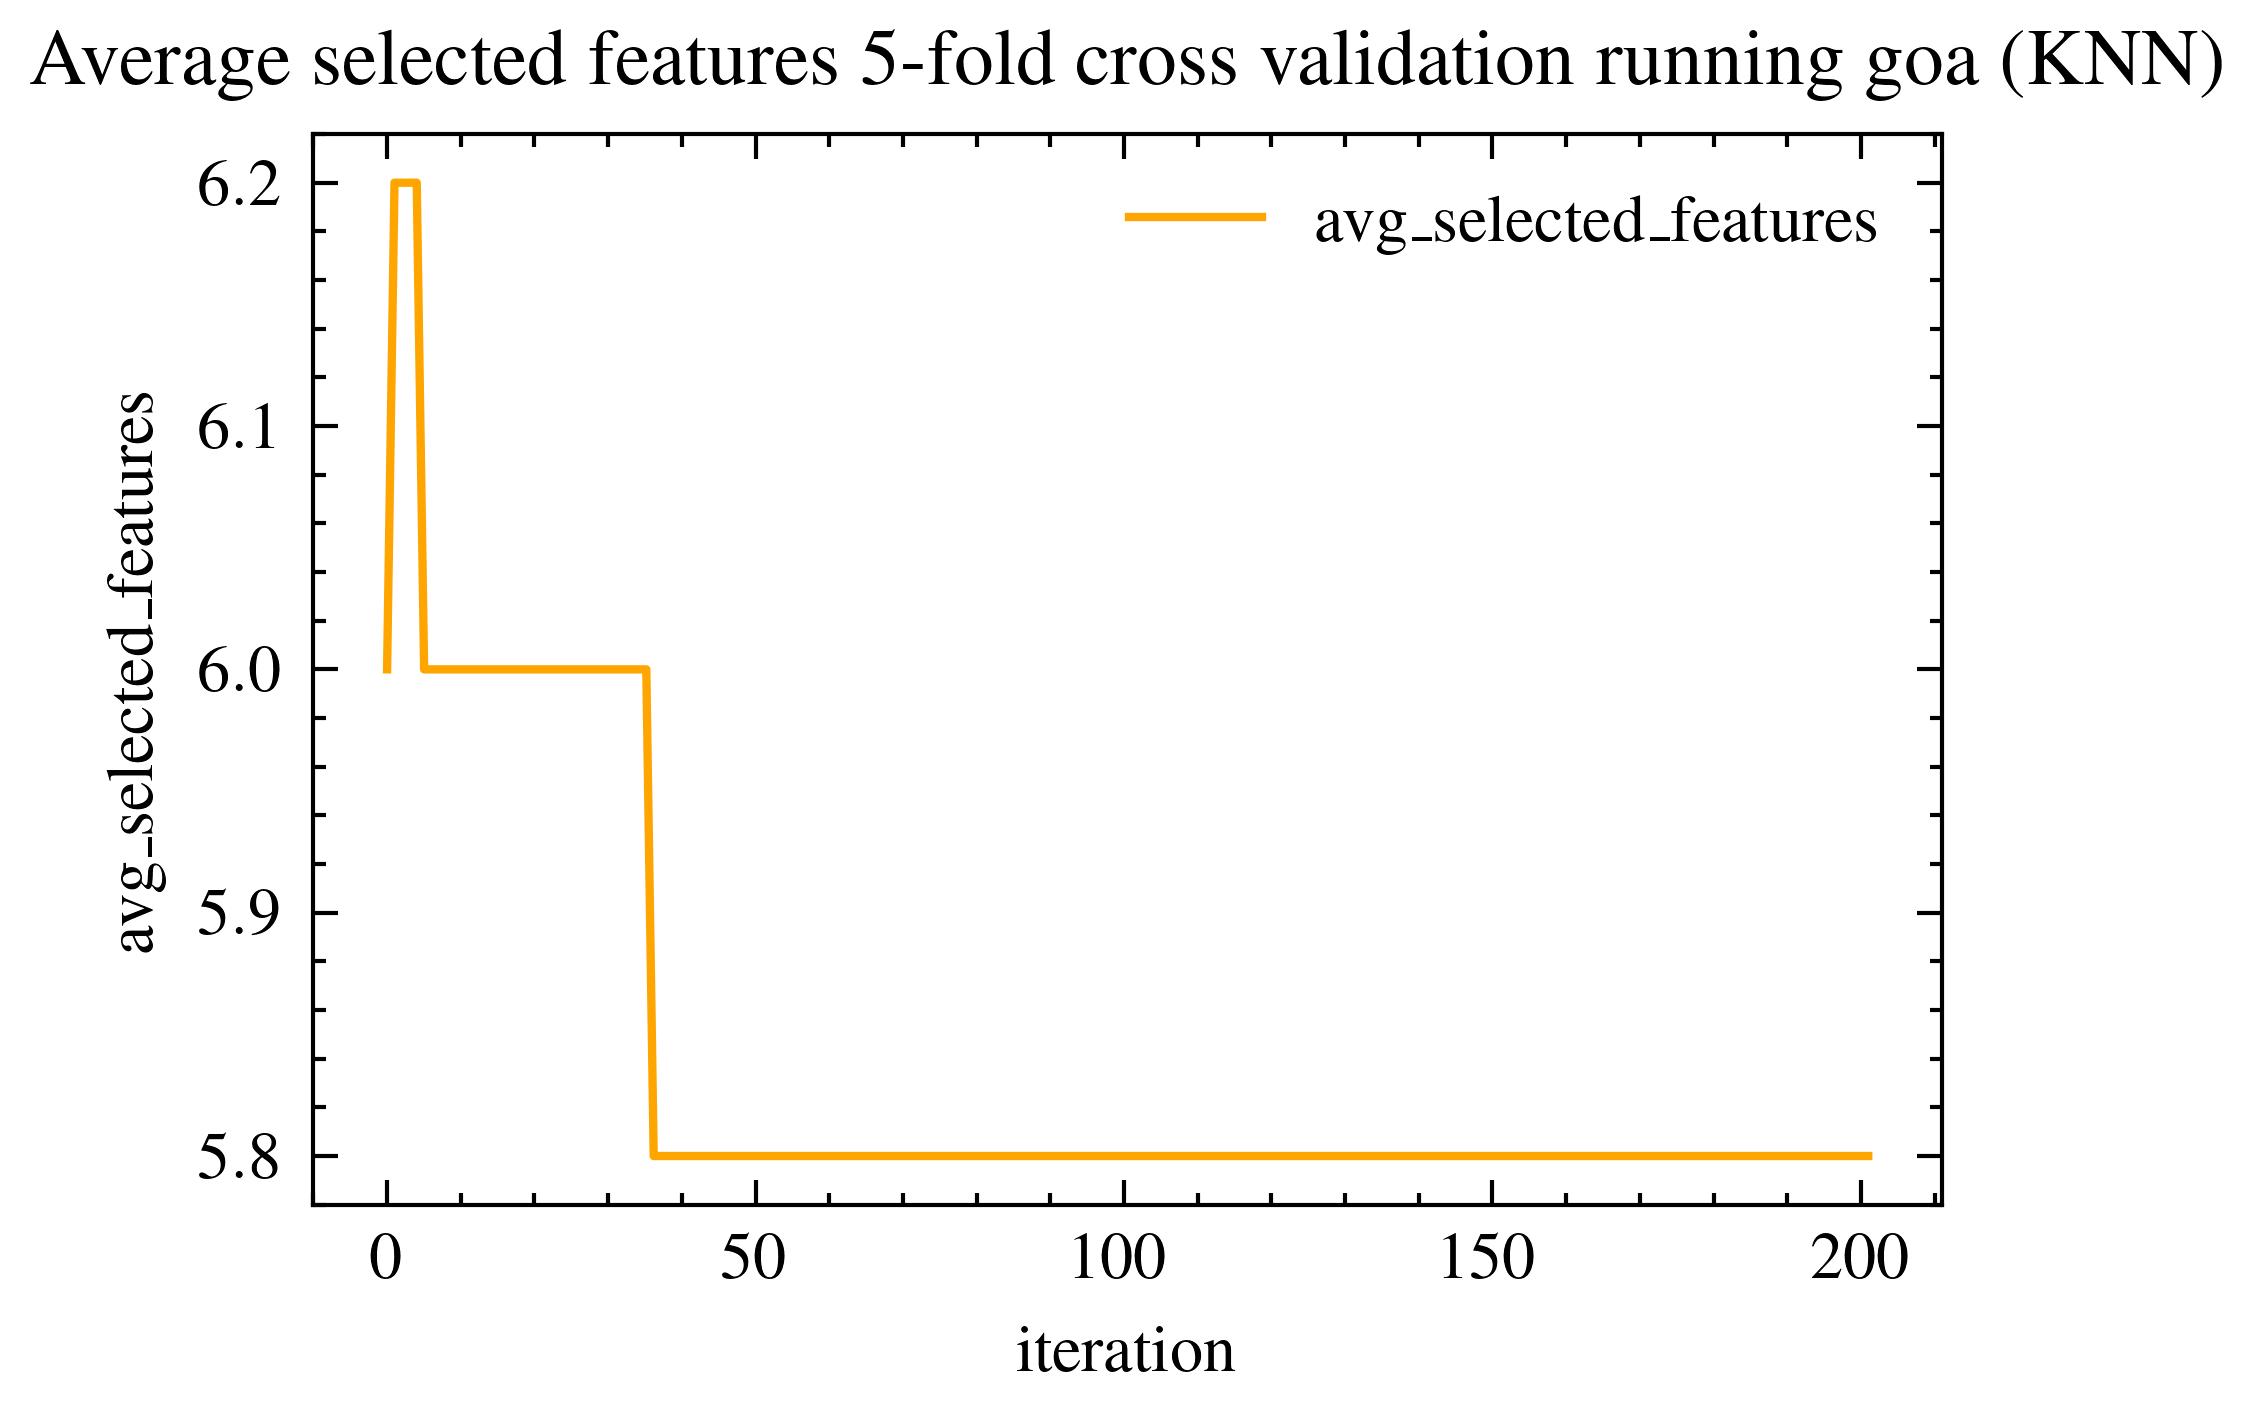 Average selected features 5-fold cross validation running goa (KNN)
avg_selected_features
avg_selected_features
6.2
6.1
6.0
5.9
5.8
0 50 100 150 200
iteration